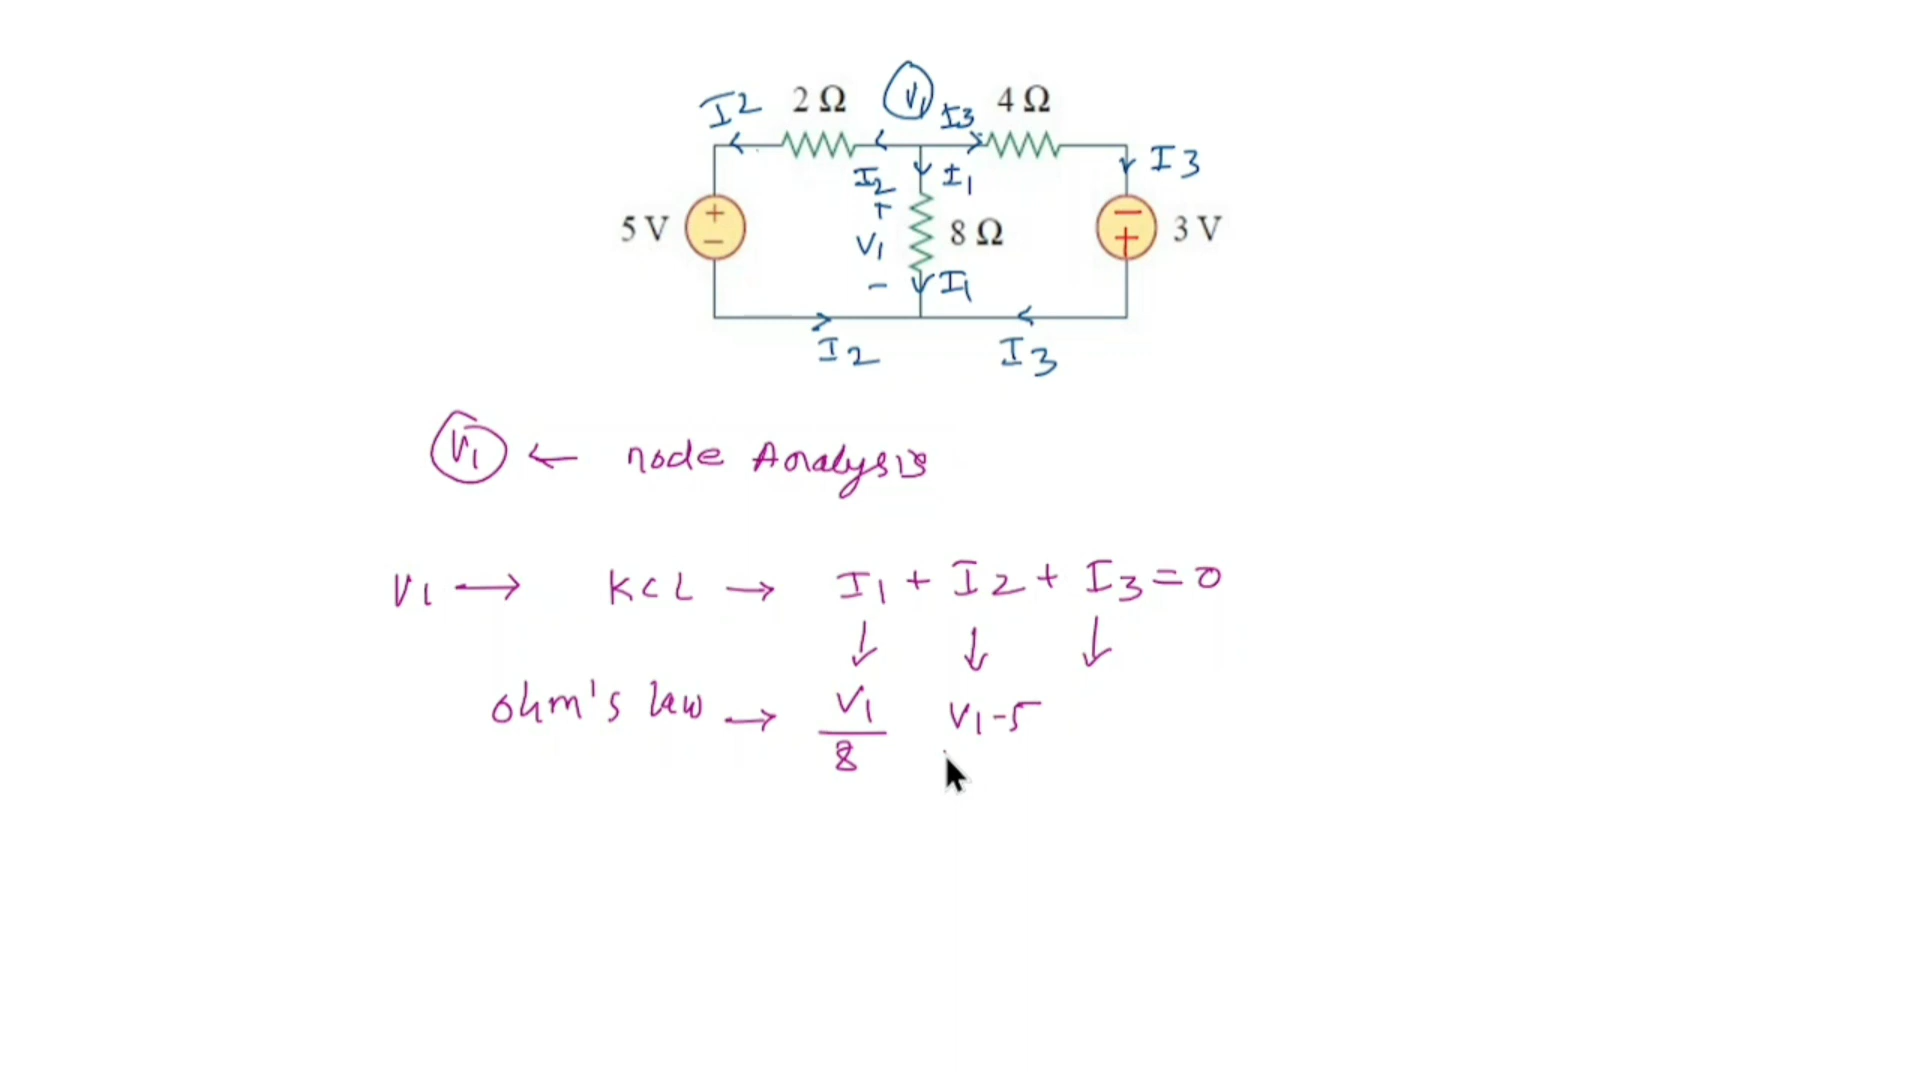 I2 2 Ω V1 I3 4 Ω
I2 I1 I3
5 V + − + V1 − 8 Ω − + 3 V
I1
I2 I3
V1 ← node Analysis
V1 → KCL → I1 + I2 + I3 = 0
↓ ↓ ↓
ohm's law → V1/8 V1-5